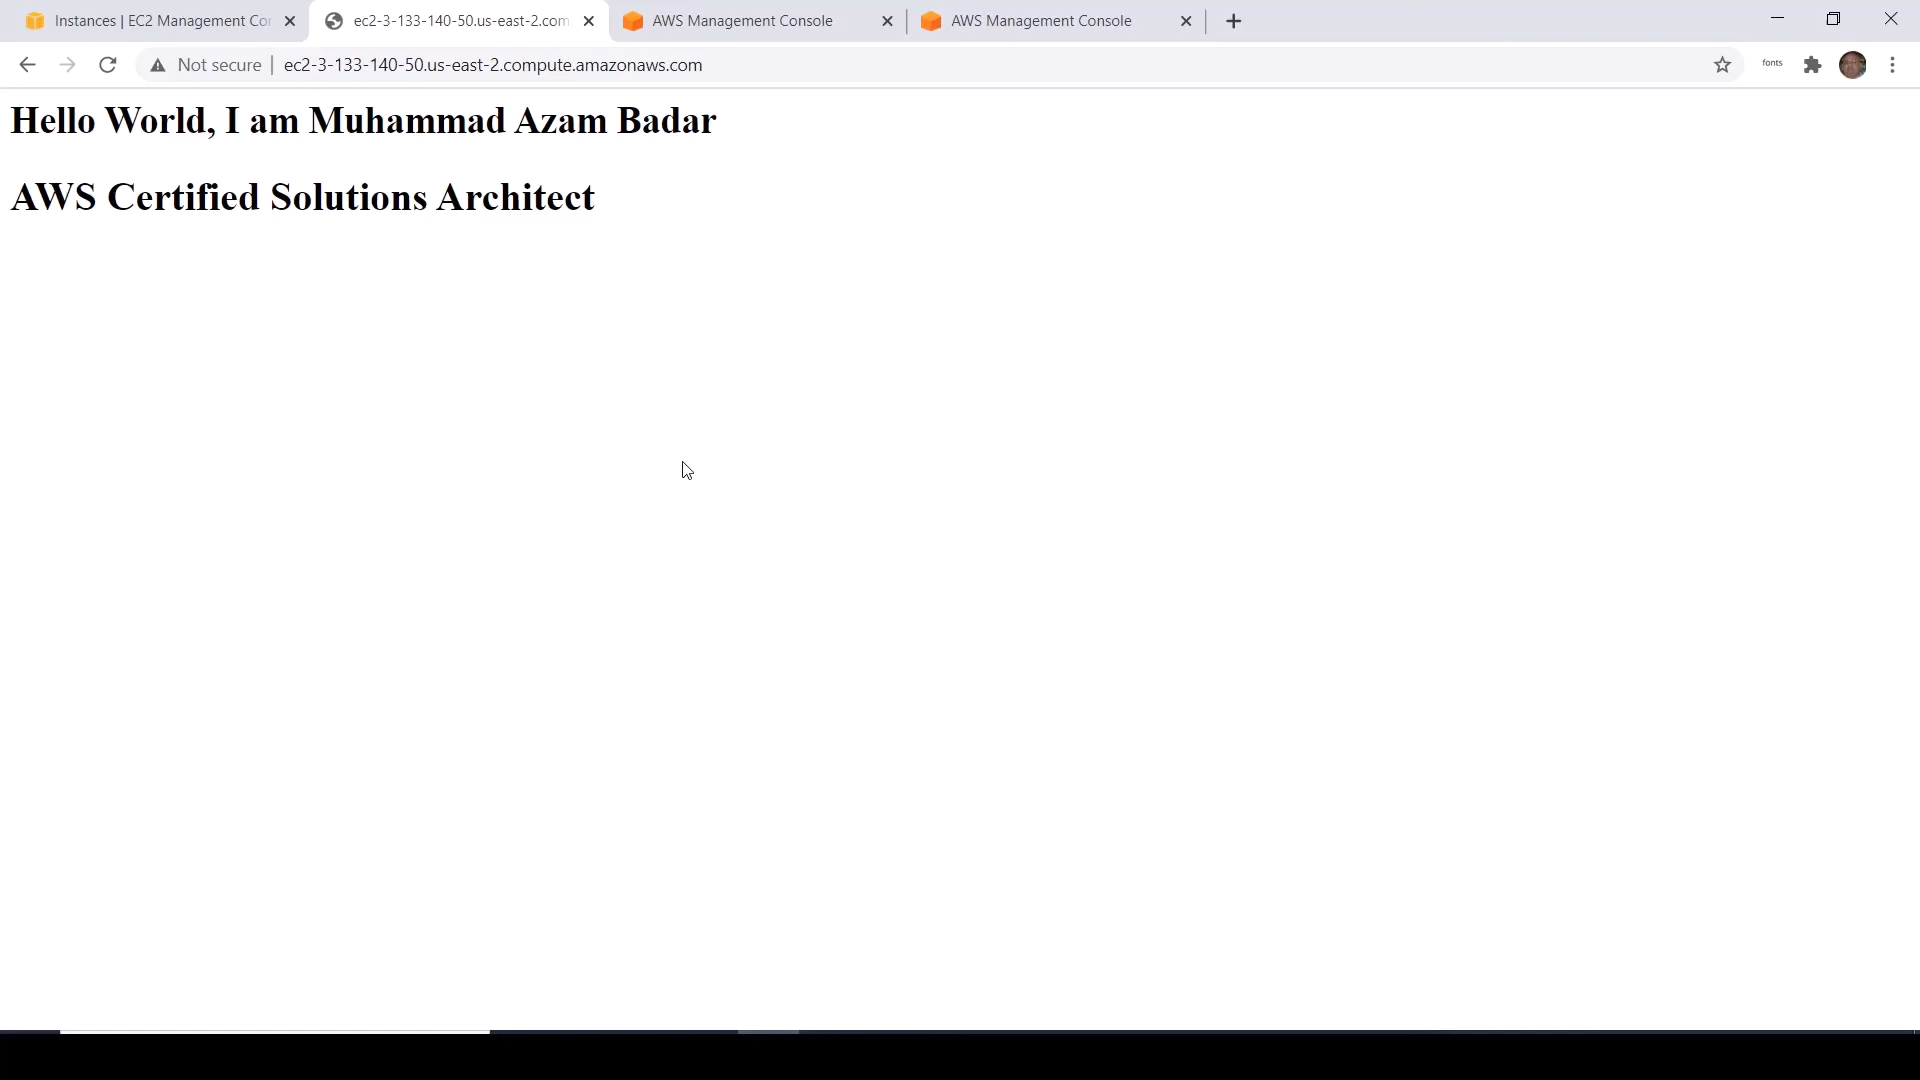 Instances | EC2 Management Co
ec2-3-133-140-50.us-east-2.com
AWS Management Console
AWS Management Console
Not secure
ec2-3-133-140-50.us-east-2.compute.amazonaws.com
fonts
Hello World, I am Muhammad Azam Badar
AWS Certified Solutions Architect